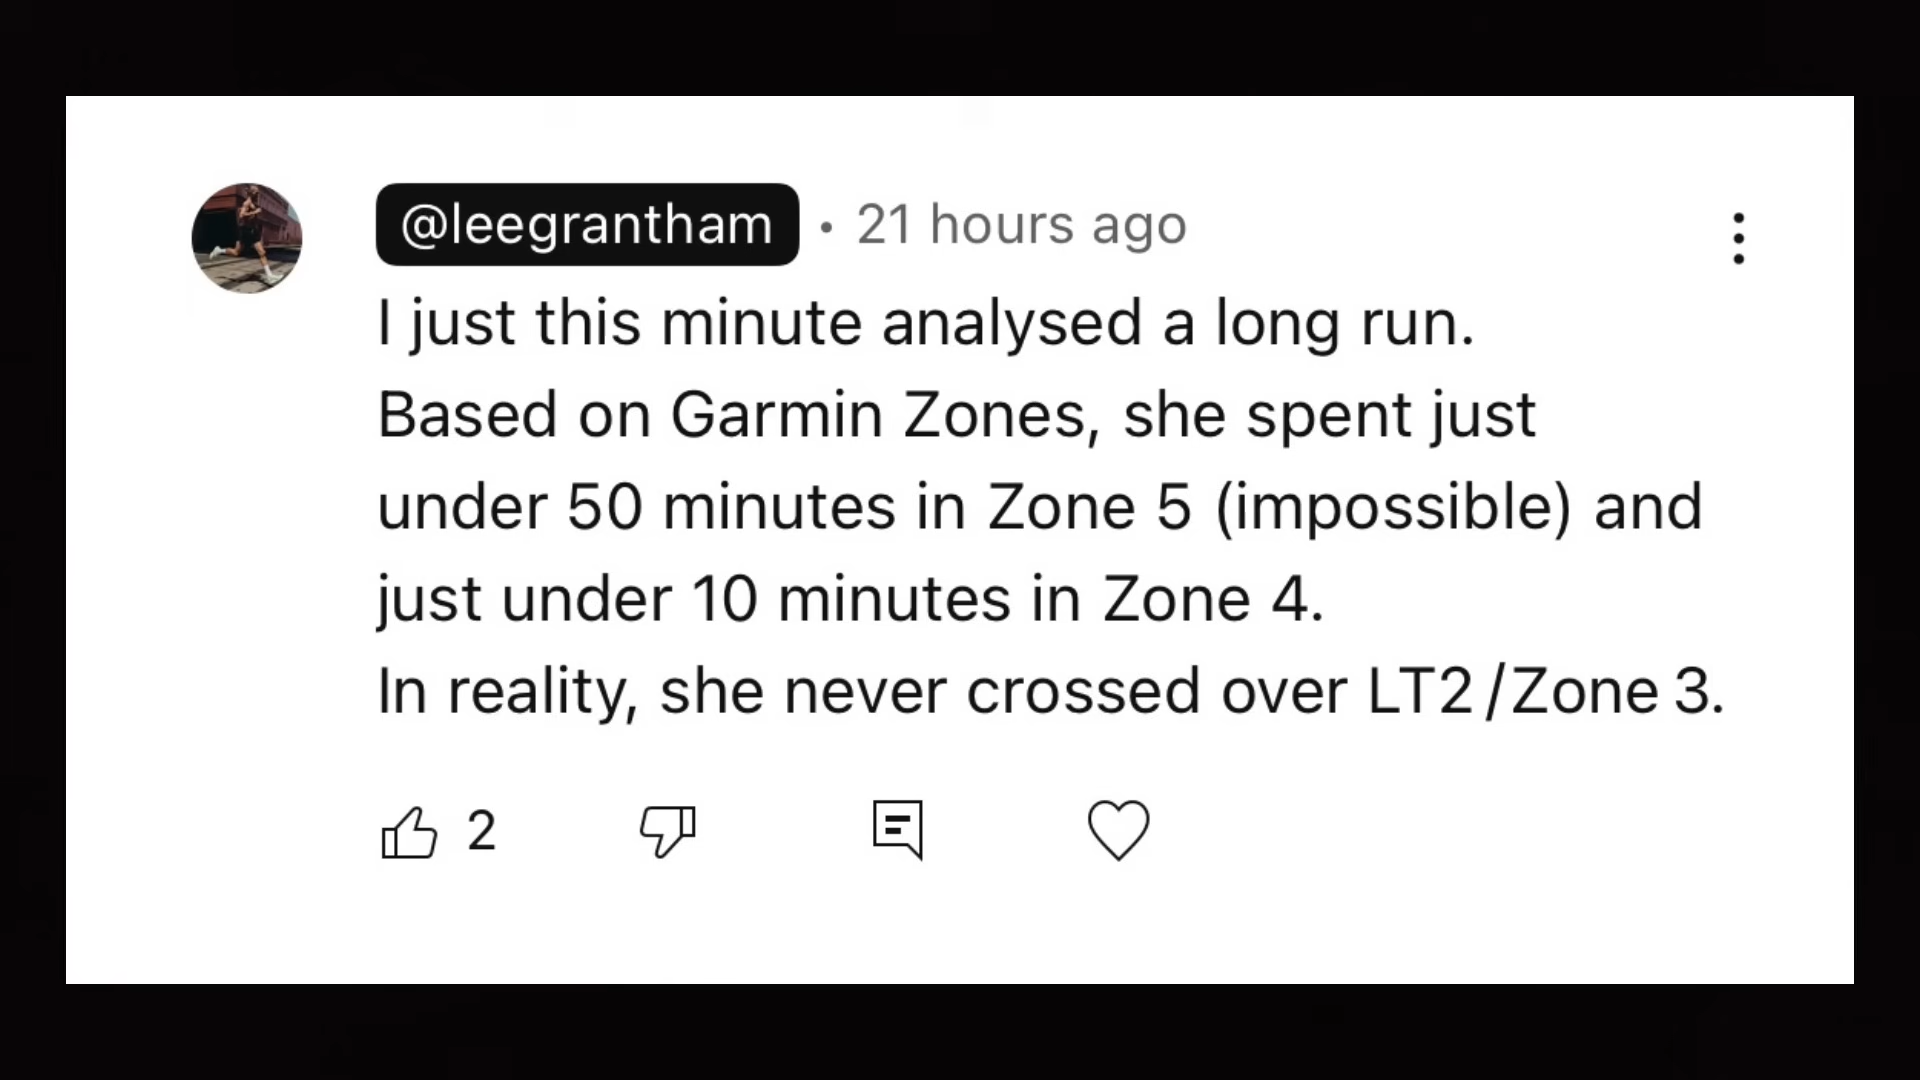 @leegrantham • 21 hours ago
I just this minute analysed a long run.
Based on Garmin Zones, she spent just
under 50 minutes in Zone 5 (impossible) and
just under 10 minutes in Zone 4.
In reality, she never crossed over LT2/Zone 3.
2